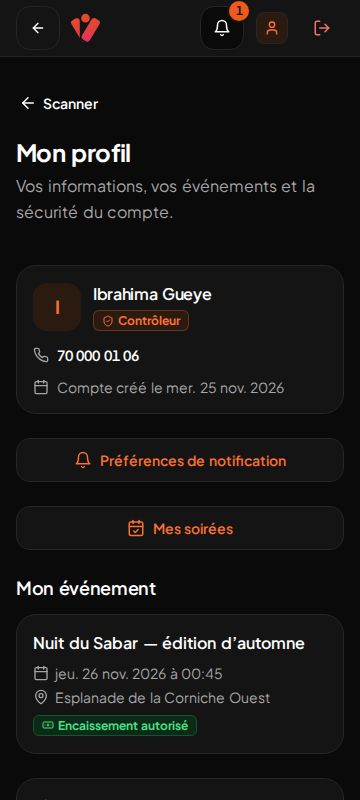 1
Scanner
Mon profil
Vos informations, vos événements et la
sécurité du compte.
I
Ibrahima Gueye
Contrôleur
70 000 01 06
Compte créé le mer. 25 nov. 2026
Préférences de notification
Mes soirées
Mon événement
Nuit du Sabar — édition d'automne
jeu. 26 nov. 2026 à 00:45
Esplanade de la Corniche Ouest
Encaissement autorisé